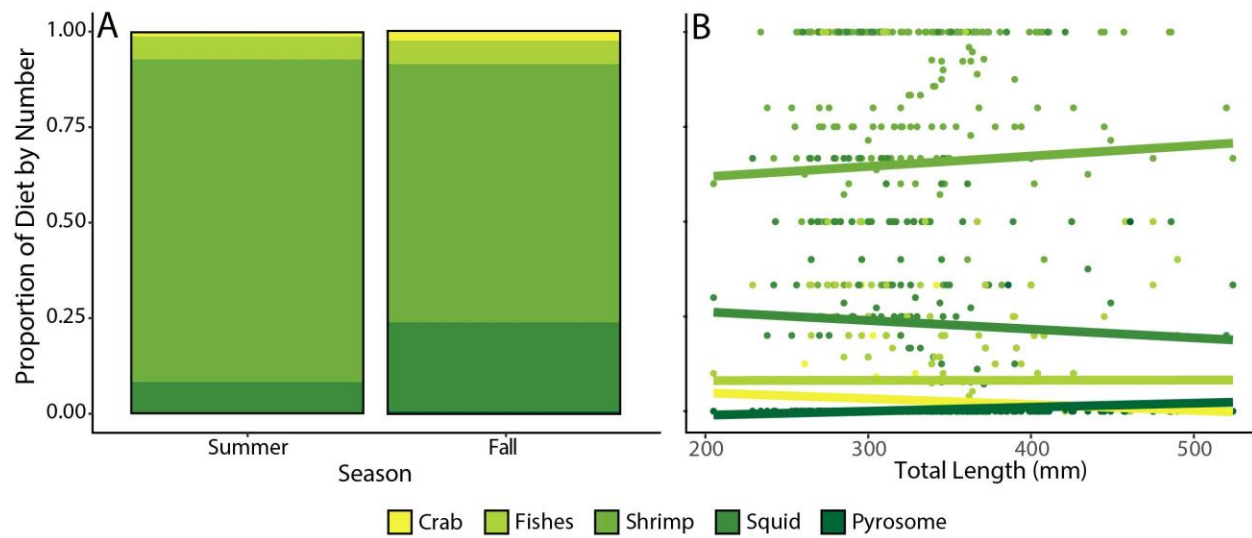 A
B
Proportion of Diet by Number
1.00
0.75
0.50
0.25
0.00
Summer
Fall
Season
200
300
400
500
Total Length (mm)
Crab
Fishes
Shrimp
Squid
Pyrosome